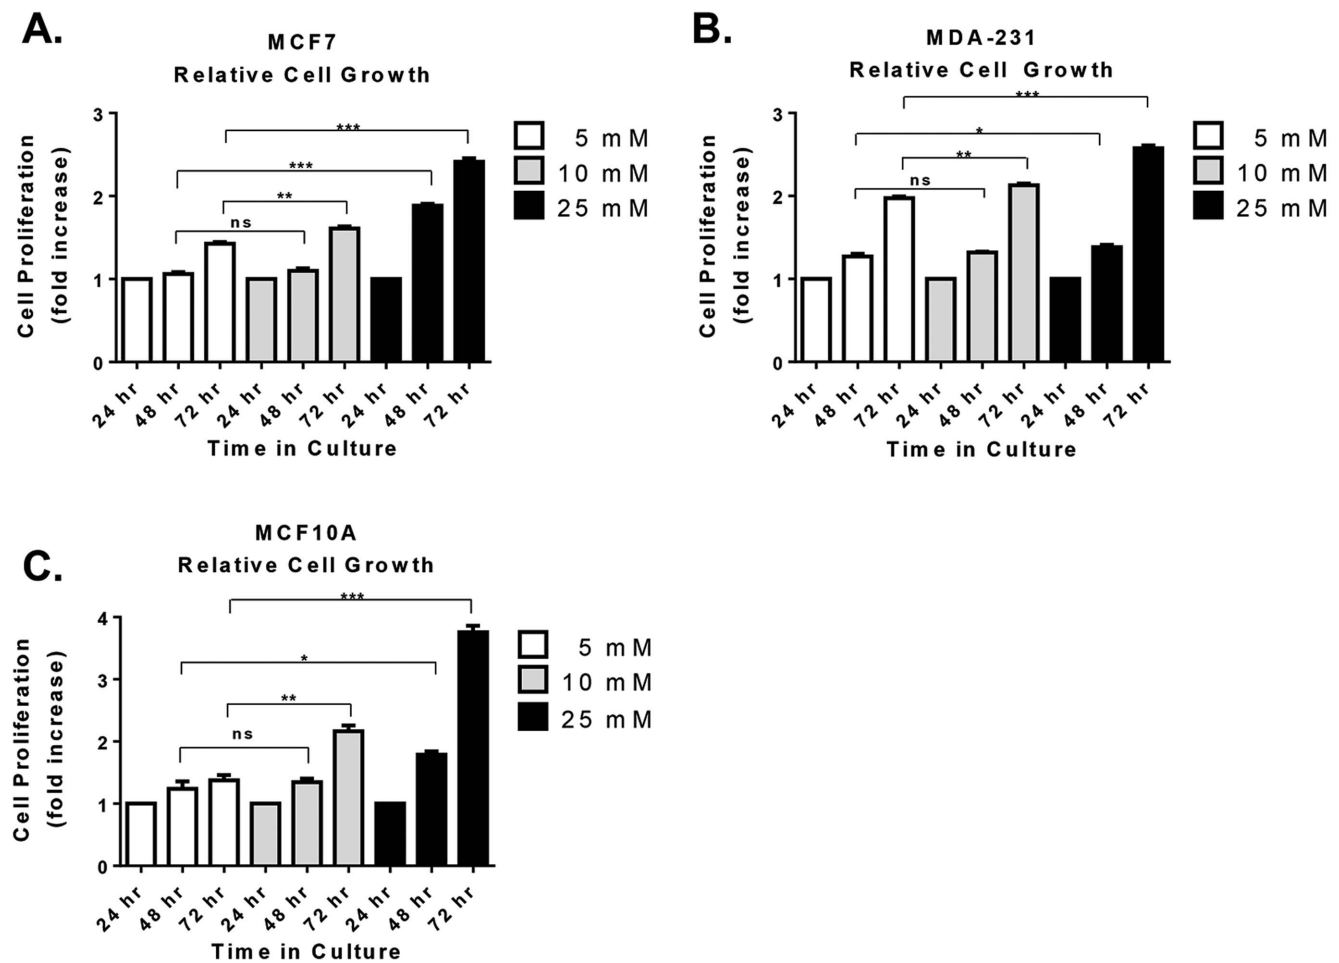 A.
MCF7
Relative Cell Growth
Cell Proliferation
(fold increase)
3
2
1
0
***
***
**
ns
5 mM
10 mM
25 mM
24 hr
48 hr
72 hr
24 hr
48 hr
72 hr
24 hr
48 hr
72 hr
Time in Culture
B.
MDA-231
Relative Cell Growth
Cell Proliferation
(fold increase)
3
2
1
0
***
*
**
ns
5 mM
10 mM
25 mM
24 hr
48 hr
72 hr
24 hr
48 hr
72 hr
24 hr
48 hr
72 hr
Time in Culture
C.
MCF10A
Relative Cell Growth
Cell Proliferation
(fold increase)
4
3
2
1
0
***
*
**
ns
5 mM
10 mM
25 mM
24 hr
48 hr
72 hr
24 hr
48 hr
72 hr
24 hr
48 hr
72 hr
Time in Culture